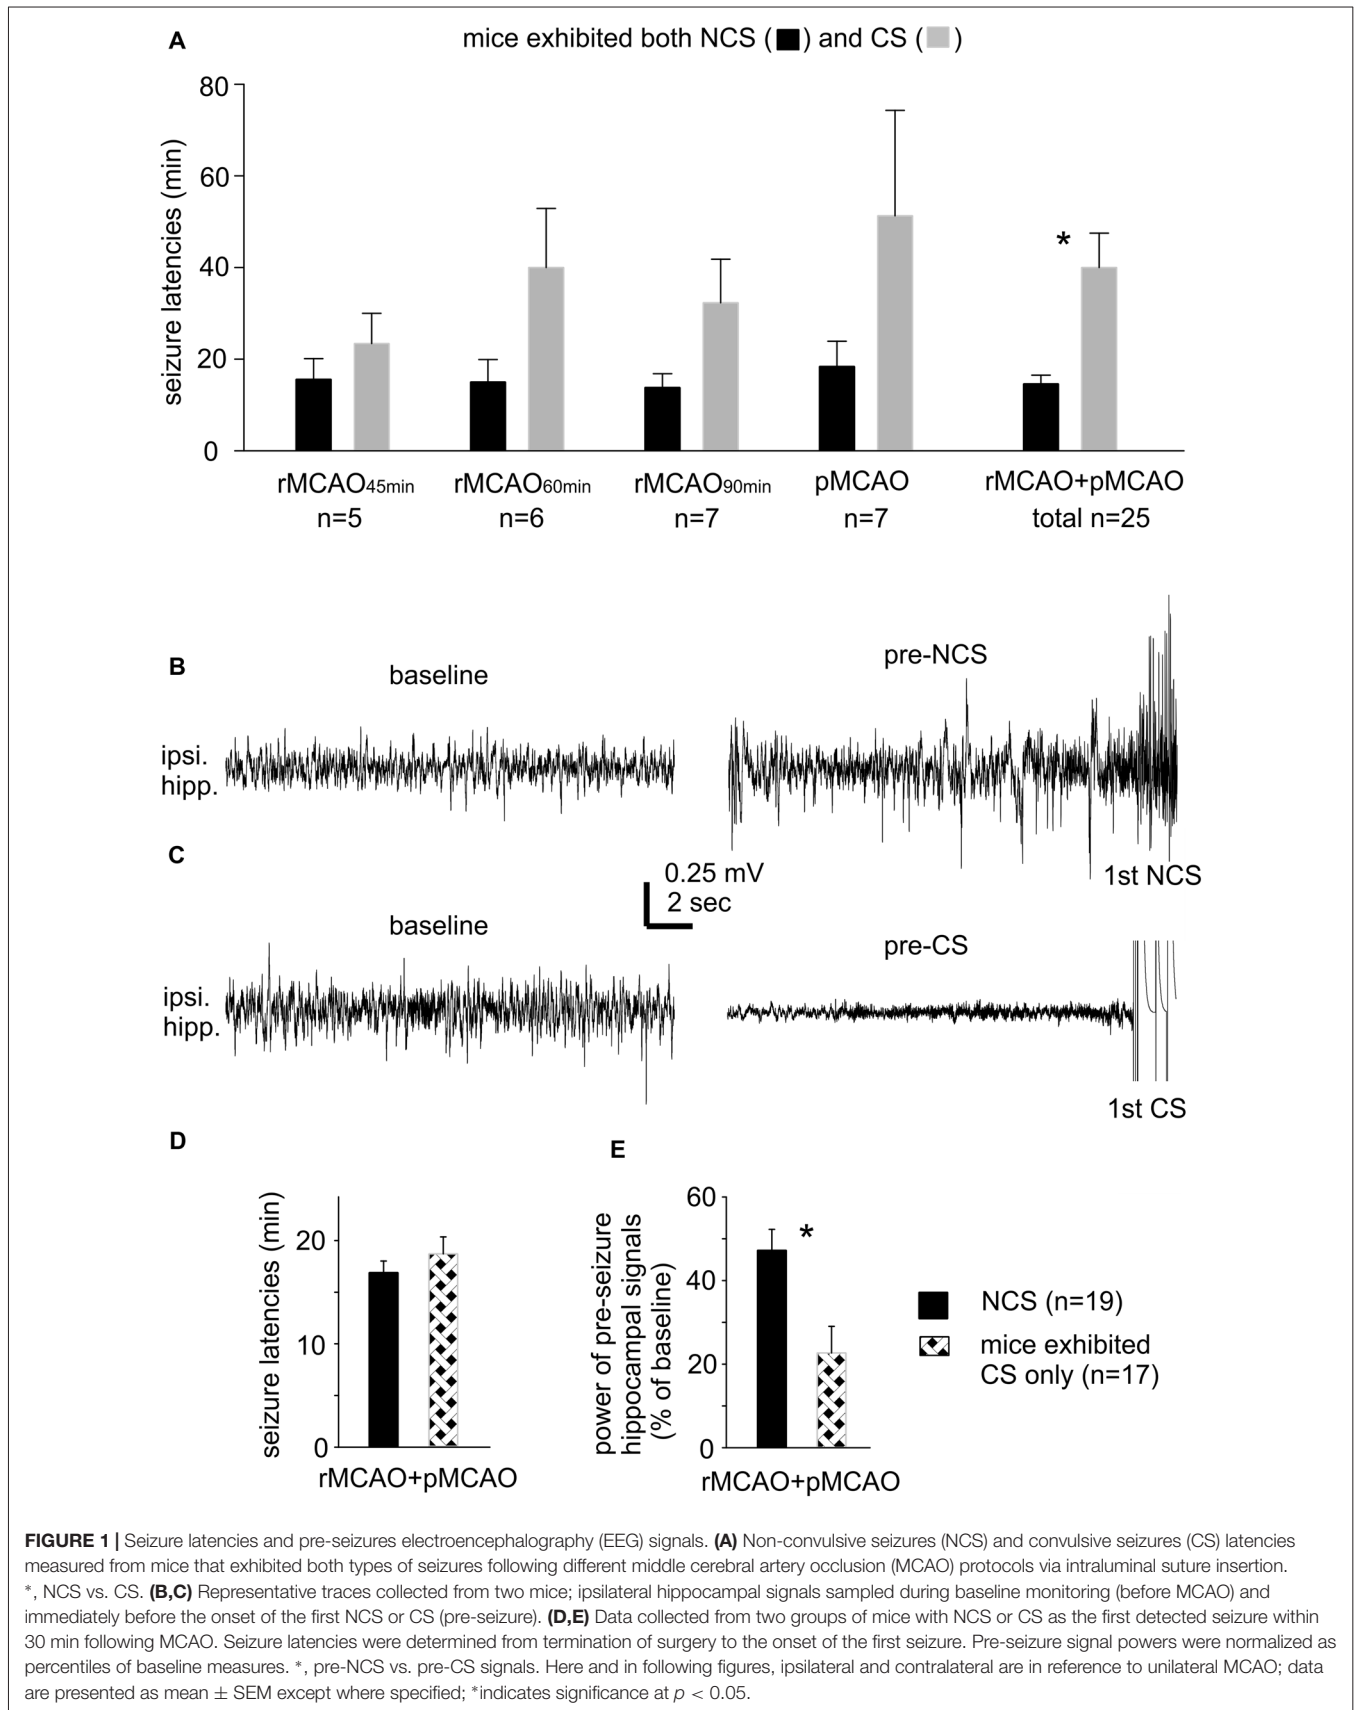 A
mice exhibited both NCS (■) and CS (■)
80
60
40
20
0
seizure latencies (min)
rMCAO45min rMCAO60min rMCAO90min pMCAO rMCAO+pMCAO
n=5 n=6 n=7 n=7 total n=25
*
B
baseline
pre-NCS
ipsi.
hipp.
1st NCS
C
0.25 mV
2 sec
baseline
pre-CS
ipsi.
hipp.
1st CS
D
seizure latencies (min)
20
10
0
rMCAO+pMCAO
E
power of pre-seizure
hippocampal signals
(% of baseline)
60
40
20
0
*
rMCAO+pMCAO
NCS (n=19)
mice exhibited
CS only (n=17)
FIGURE 1 | Seizure latencies and pre-seizures electroencephalography (EEG) signals. (A) Non-convulsive seizures (NCS) and convulsive seizures (CS) latencies
measured from mice that exhibited both types of seizures following different middle cerebral artery occlusion (MCAO) protocols via intraluminal suture insertion.
*, NCS vs. CS. (B,C) Representative traces collected from two mice; ipsilateral hippocampal signals sampled during baseline monitoring (before MCAO) and
immediately before the onset of the first NCS or CS (pre-seizure). (D,E) Data collected from two groups of mice with NCS or CS as the first detected seizure within
30 min following MCAO. Seizure latencies were determined from termination of surgery to the onset of the first seizure. Pre-seizure signal powers were normalized as
percentiles of baseline measures. *, pre-NCS vs. pre-CS signals. Here and in following figures, ipsilateral and contralateral are in reference to unilateral MCAO; data
are presented as mean ± SEM except where specified; *indicates significance at p < 0.05.